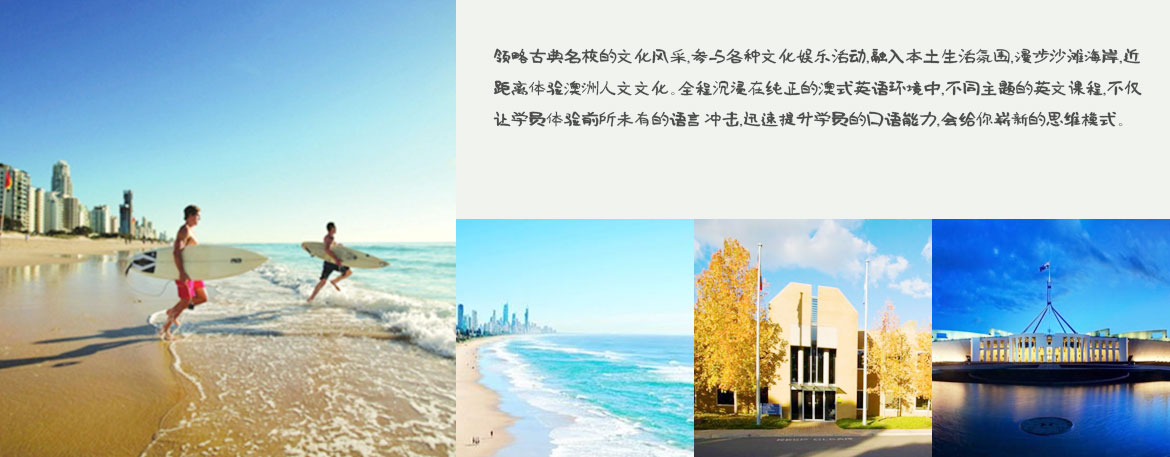 领略古典名校的文化风采,参与各种文化娱乐活动,融入本土生活氛围,漫步沙滩海岸,近
距离体验澳洲人文文化。全程沉浸在纯正的澳式英语环境中,不同主题的英文课程,不仅
让学员体验前所未有的语言冲击,迅速提升学员的口语能力,会给你崭新的思维模式。
KEEP CLEAR